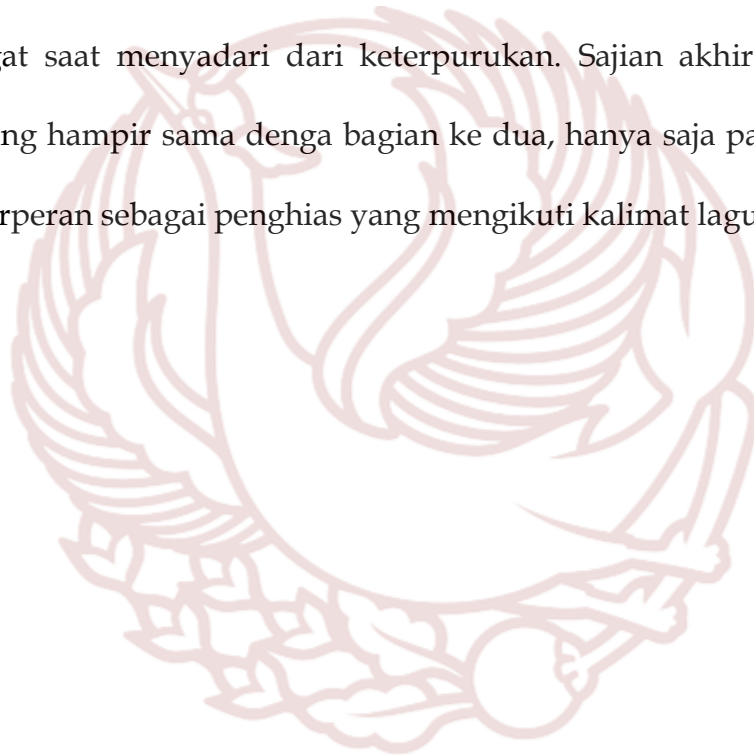 gat saat menyadari dari keterpurukan. Sajian akhir
ng hampir sama denga bagian ke dua, hanya saja pa
rperan sebagai penghias yang mengikuti kalimat lagu